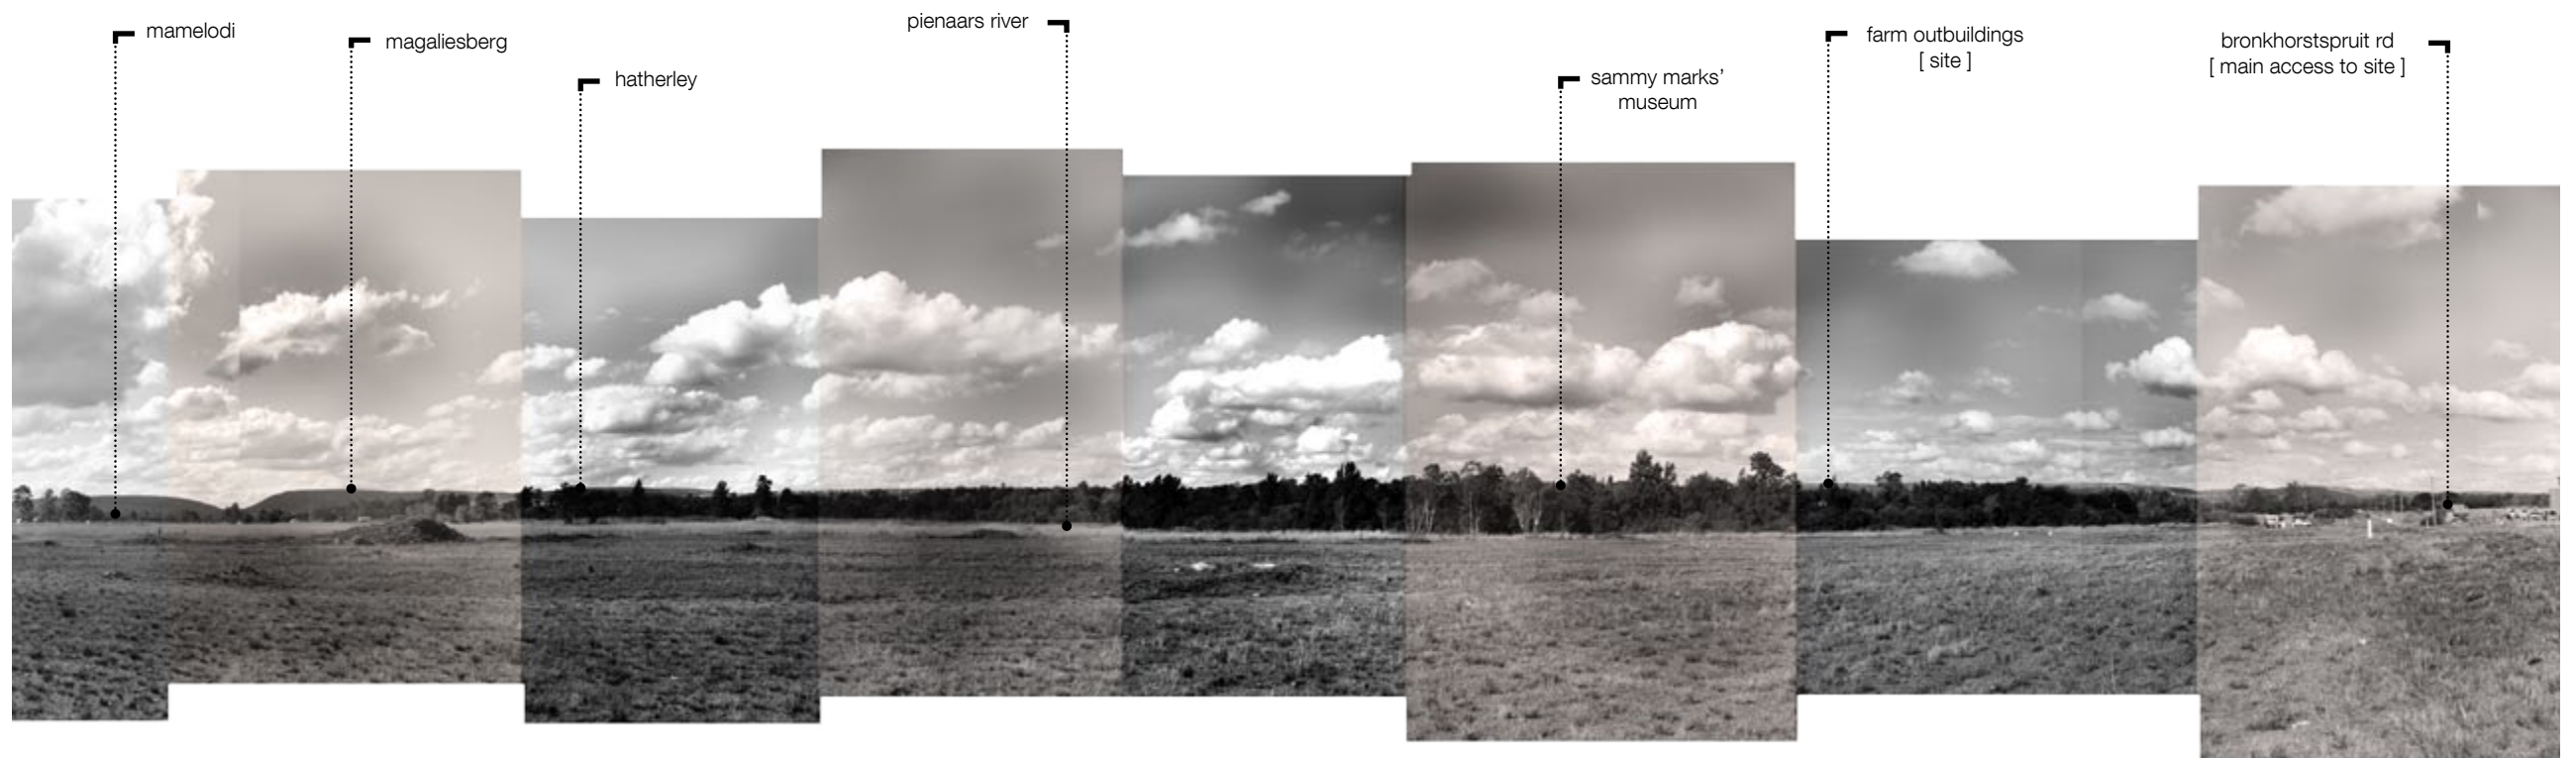 mamelodi
magaliesberg
hatherley
pienaars river
sammy marks’
museum
farm outbuildings
[ site ]
bronkhorstspruit rd
[ main access to site ]